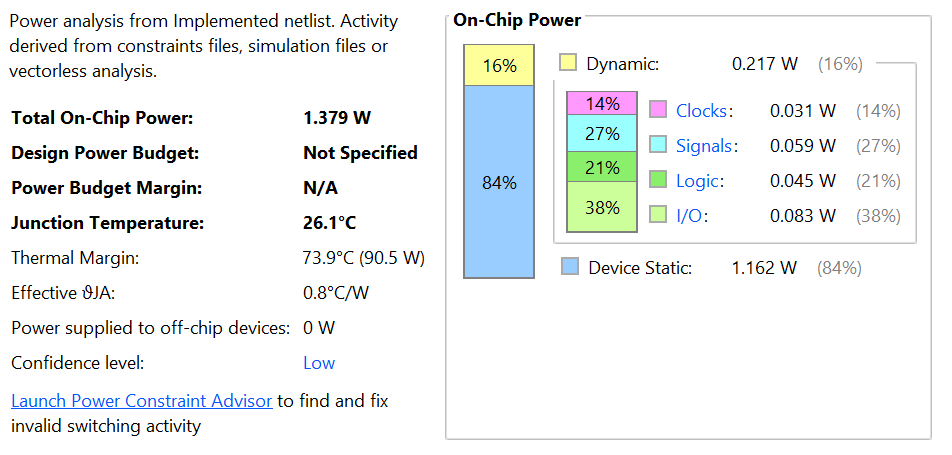 Power analysis from Implemented netlist. Activity
derived from constraints files, simulation files or
vectorless analysis.
Total On-Chip Power: 1.379 W
Design Power Budget: Not Specified
Power Budget Margin: N/A
Junction Temperature: 26.1°C
Thermal Margin: 73.9°C (90.5 W)
Effective ϑJA: 0.8°C/W
Power supplied to off-chip devices: 0 W
Confidence level: Low
Launch Power Constraint Advisor to find and fix
invalid switching activity
On-Chip Power
16%
84%
Dynamic: 0.217 W (16%)
14% Clocks: 0.031 W (14%)
27% Signals: 0.059 W (27%)
21% Logic: 0.045 W (21%)
38% I/O: 0.083 W (38%)
Device Static: 1.162 W (84%)